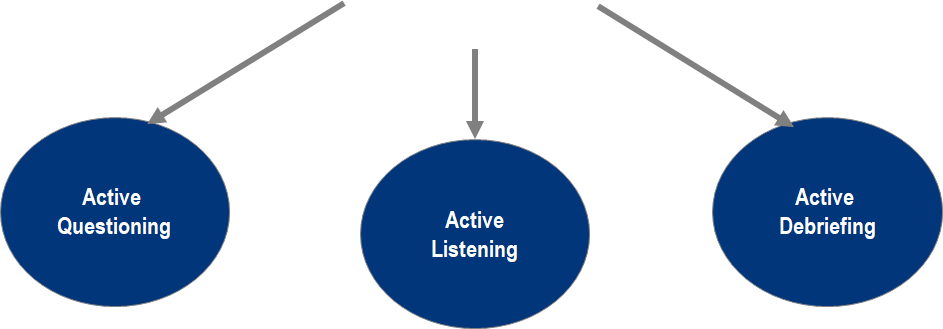 Active
Questioning
Active
Listening
Active
Debriefing